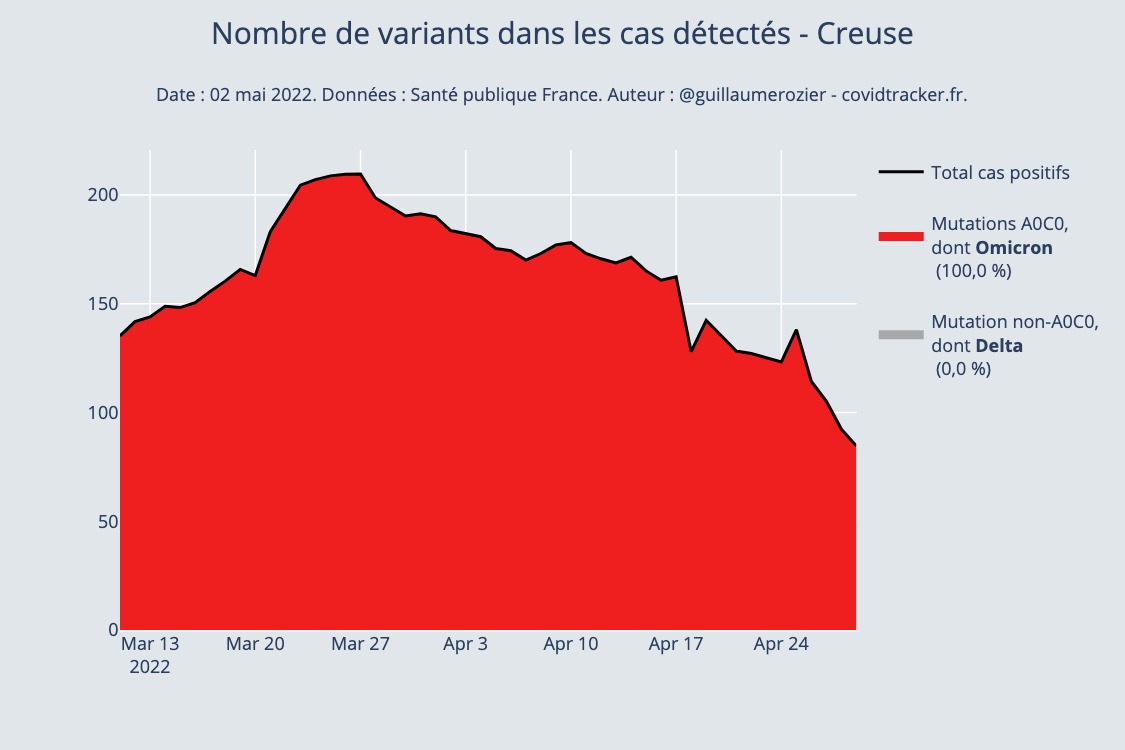 Nombre de variants dans les cas détectés - Creuse
Date : 02 mai 2022. Données : Santé publique France. Auteur : @guillaumerozier - covidtracker.fr.
200
150
100
50
0
Mar 13
2022
Mar 20
Mar 27
Apr 3
Apr 10
Apr 17
Apr 24
Total cas positifs
Mutations A0C0,
dont Omicron
(100,0 %)
Mutation non-A0C0,
dont Delta
(0,0 %)